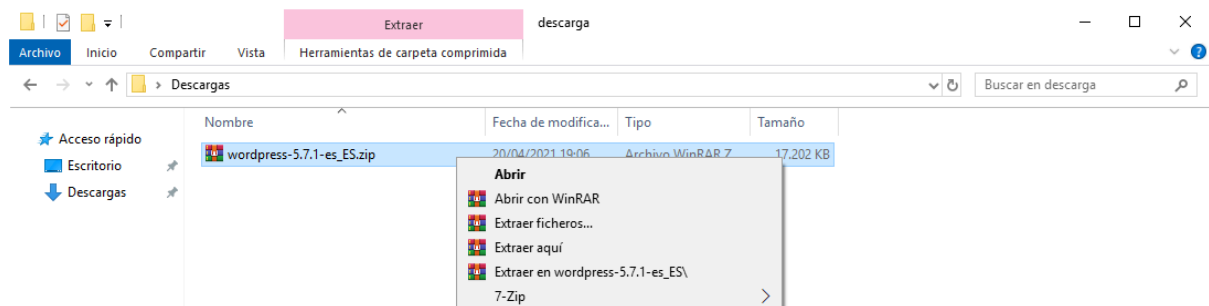 Extraer descarga
Archivo Inicio Compartir Vista Herramientas de carpeta comprimida
Descargas Buscar en descarga
Nombre Fecha de modifica... Tipo Tamaño
Acceso rápido
wordpress-5.7.1-es_ES.zip 20/04/2021 19:06 Archivo WinRAR Z... 17.202 KB
Escritorio
Descargas
Abrir
Abrir con WinRAR
Extraer ficheros...
Extraer aquí
Extraer en wordpress-5.7.1-es_ES\
7-Zip